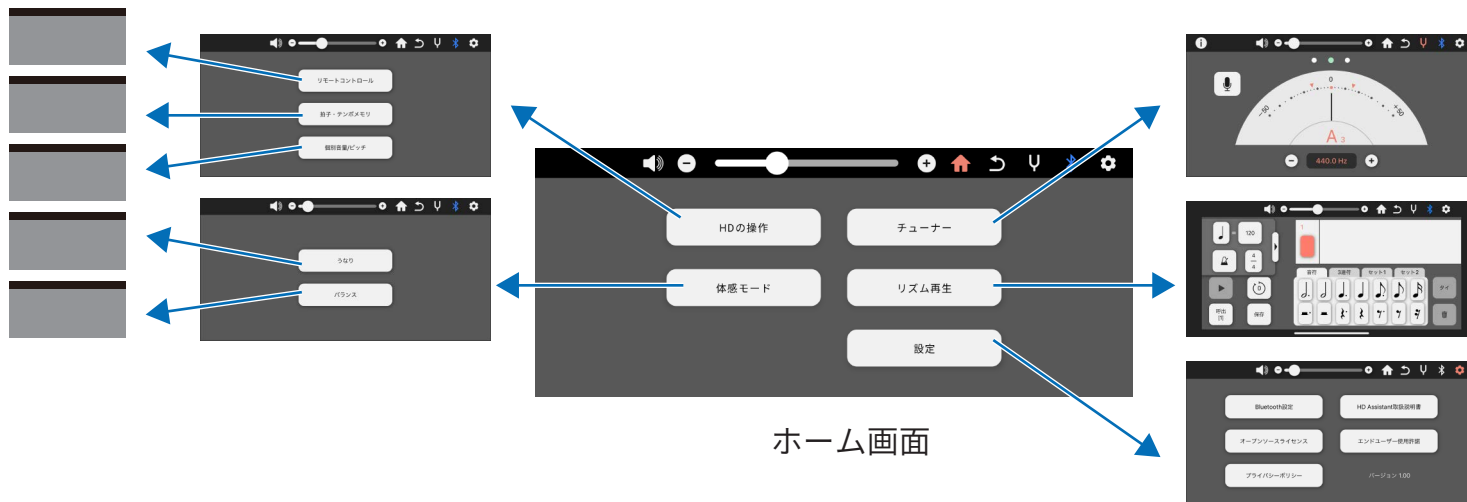 リモートコントロール
拍子・テンポメモリ
個別音量/ピッチ
うなり
バランス
HDの操作
チューナー
体感モード
リズム再生
設定
ホーム画面
-50
0
+50
A3
440.0 Hz
120
4
4
1
音符
3連符
セット1
セット2
タイ
0
呼出
[1]
保存
Bluetooth設定
HD Assistant取扱説明書
オープンソースライセンス
エンドユーザー使用許諾
プライバシーポリシー
バージョン 1.00